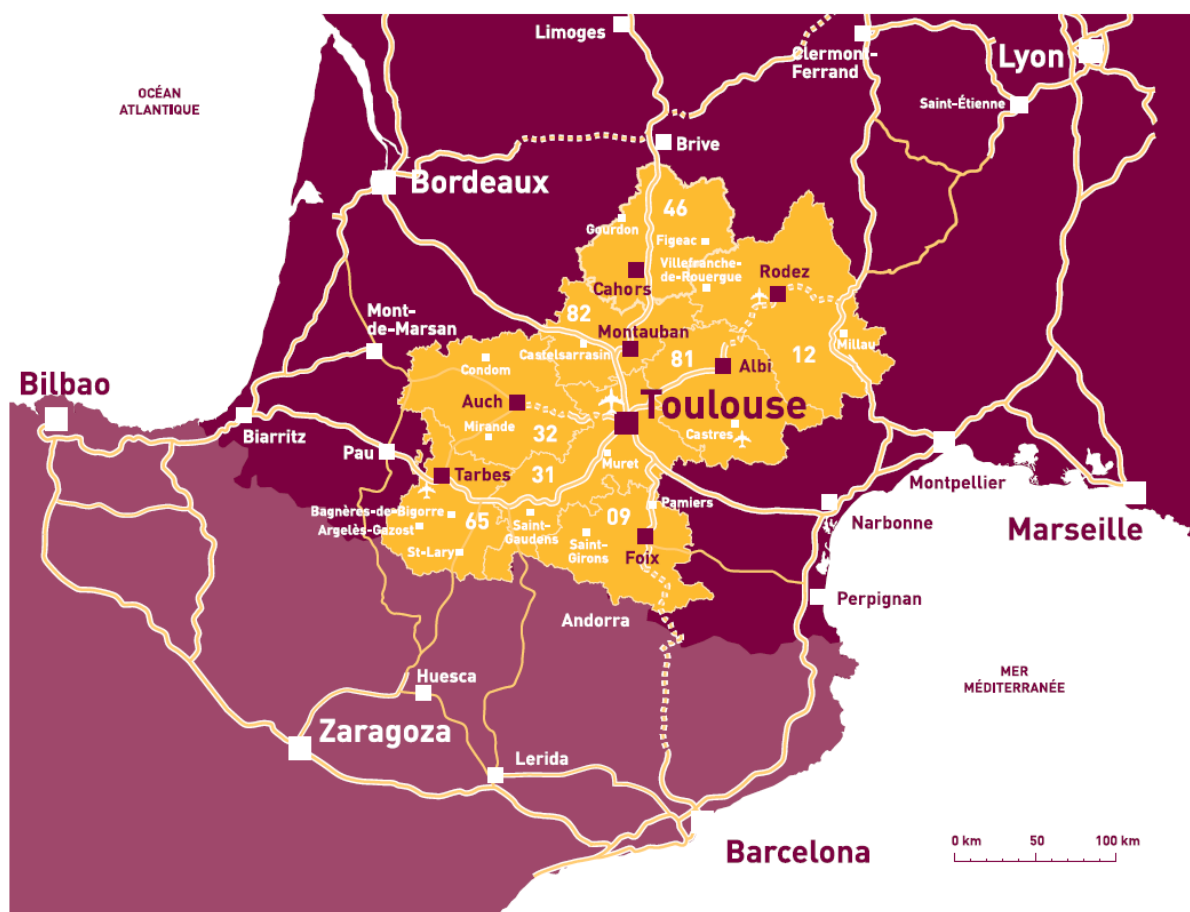 Limoges
Clermont-
Ferrand
Lyon
OCÉAN
ATLANTIQUE
Saint-Étienne
Brive
Bordeaux
46
Gourdon
Figeac
Villefranche-
de-Rouergue
Rodez
Cahors
82
Mont-
de-Marsan
Montauban
Millau
Castelsarrasin
81
12
Condom
Albi
Bilbao
Auch
Toulouse
Mirande
32
Castres
Biarritz
Pau
Muret
Tarbes
31
Montpellier
Pamiers
Bagnères-de-Bigorre
65
09
Narbonne
Marseille
Argelès-Gazost
Saint-
Gaudens
Saint-
Girons
St-Lary
Foix
Perpignan
Andorra
Huesca
MER
MÉDITERRANÉE
Zaragoza
Lerida
Barcelona
0 km 50 100 km